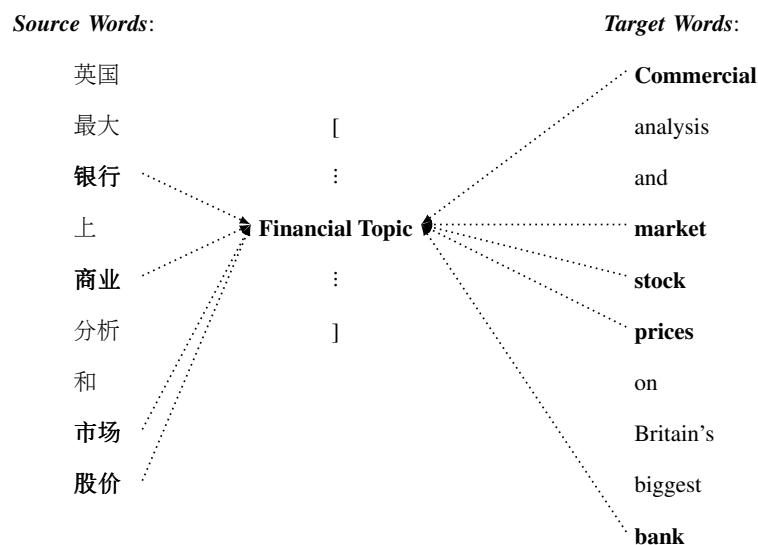 Source Words:
Target Words:
英国
Commercial
最大
[
analysis
银行
⋮
and
上
Financial Topic
market
商业
⋮
stock
分析
]
prices
和
on
市场
Britain's
股价
biggest
bank